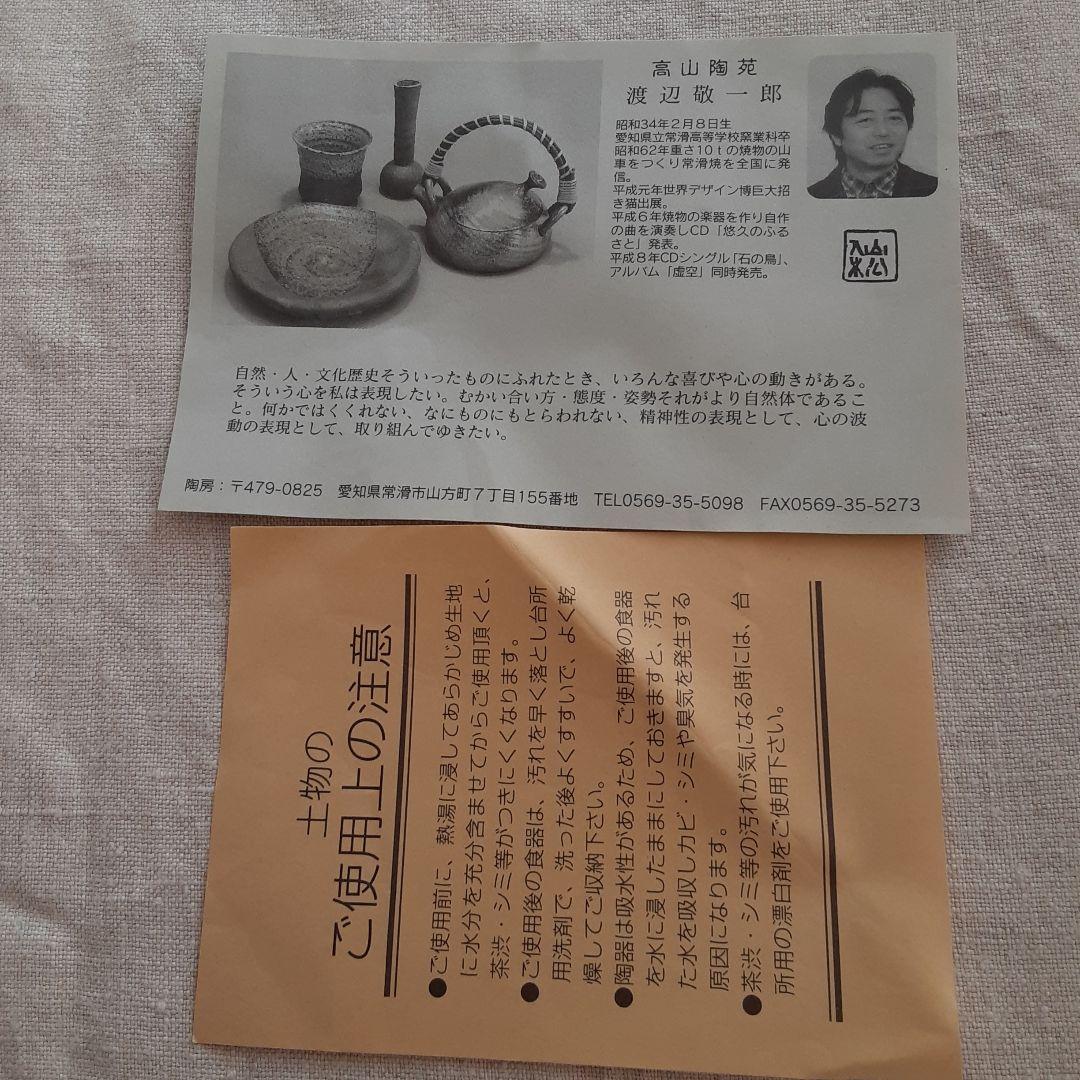 高山陶苑
渡辺敬一郎
昭和34年2月8日生
愛知県立常滑高等学校窯業科卒
昭和62年重さ10tの焼物の山
車をつくり常滑焼を全国に発
信。
平成元年世界デザイン博巨大招
き猫出展。
平成6年焼物の楽器を作り自作
の曲を演奏しCD「悠久のふる
さと」発表。
平成8年CDシングル「石の鳥」、
アルバム「虚空」同時発売。
自然・人・文化歴史そういったものにふれたとき、いろんな喜びや心の動きがある。
そういう心を私は表現したい。むかい合い方・態度・姿勢それがより自然体であるこ
と。何かではくくれない、なにものにもとらわれない、精神性の表現として、心の波
動の表現として、取り組んでゆきたい。
陶房：〒479-0825 愛知県常滑市山方町7丁目155番地 TEL0569-35-5098 FAX0569-35-5273
土物の
ご使用上の注意
●ご使用前に、熱湯に浸してあらかじめ生地
に水分を充分含ませてからご使用頂くと、
茶渋・シミ等がつきにくくなります。
●ご使用後の食器は、汚れを早く落とし台所
用洗剤で、洗った後よくすすいで、よく乾
燥してご収納下さい。
●陶器は吸水性があるため、ご使用後の食器
を水に浸したままにしておきますと、汚れ
た水を吸収しカビ・シミや臭気を発生する
原因になります。
●茶渋・シミ等の汚れが気になる時には、台
所用の漂白剤をご使用下さい。